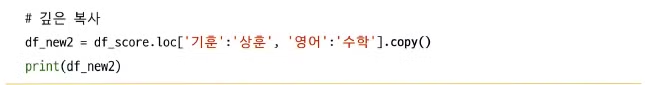 # 깊은 복사
df_new2 = df_score.loc['기훈':'상훈', '영어':'수학'].copy()
print(df_new2)